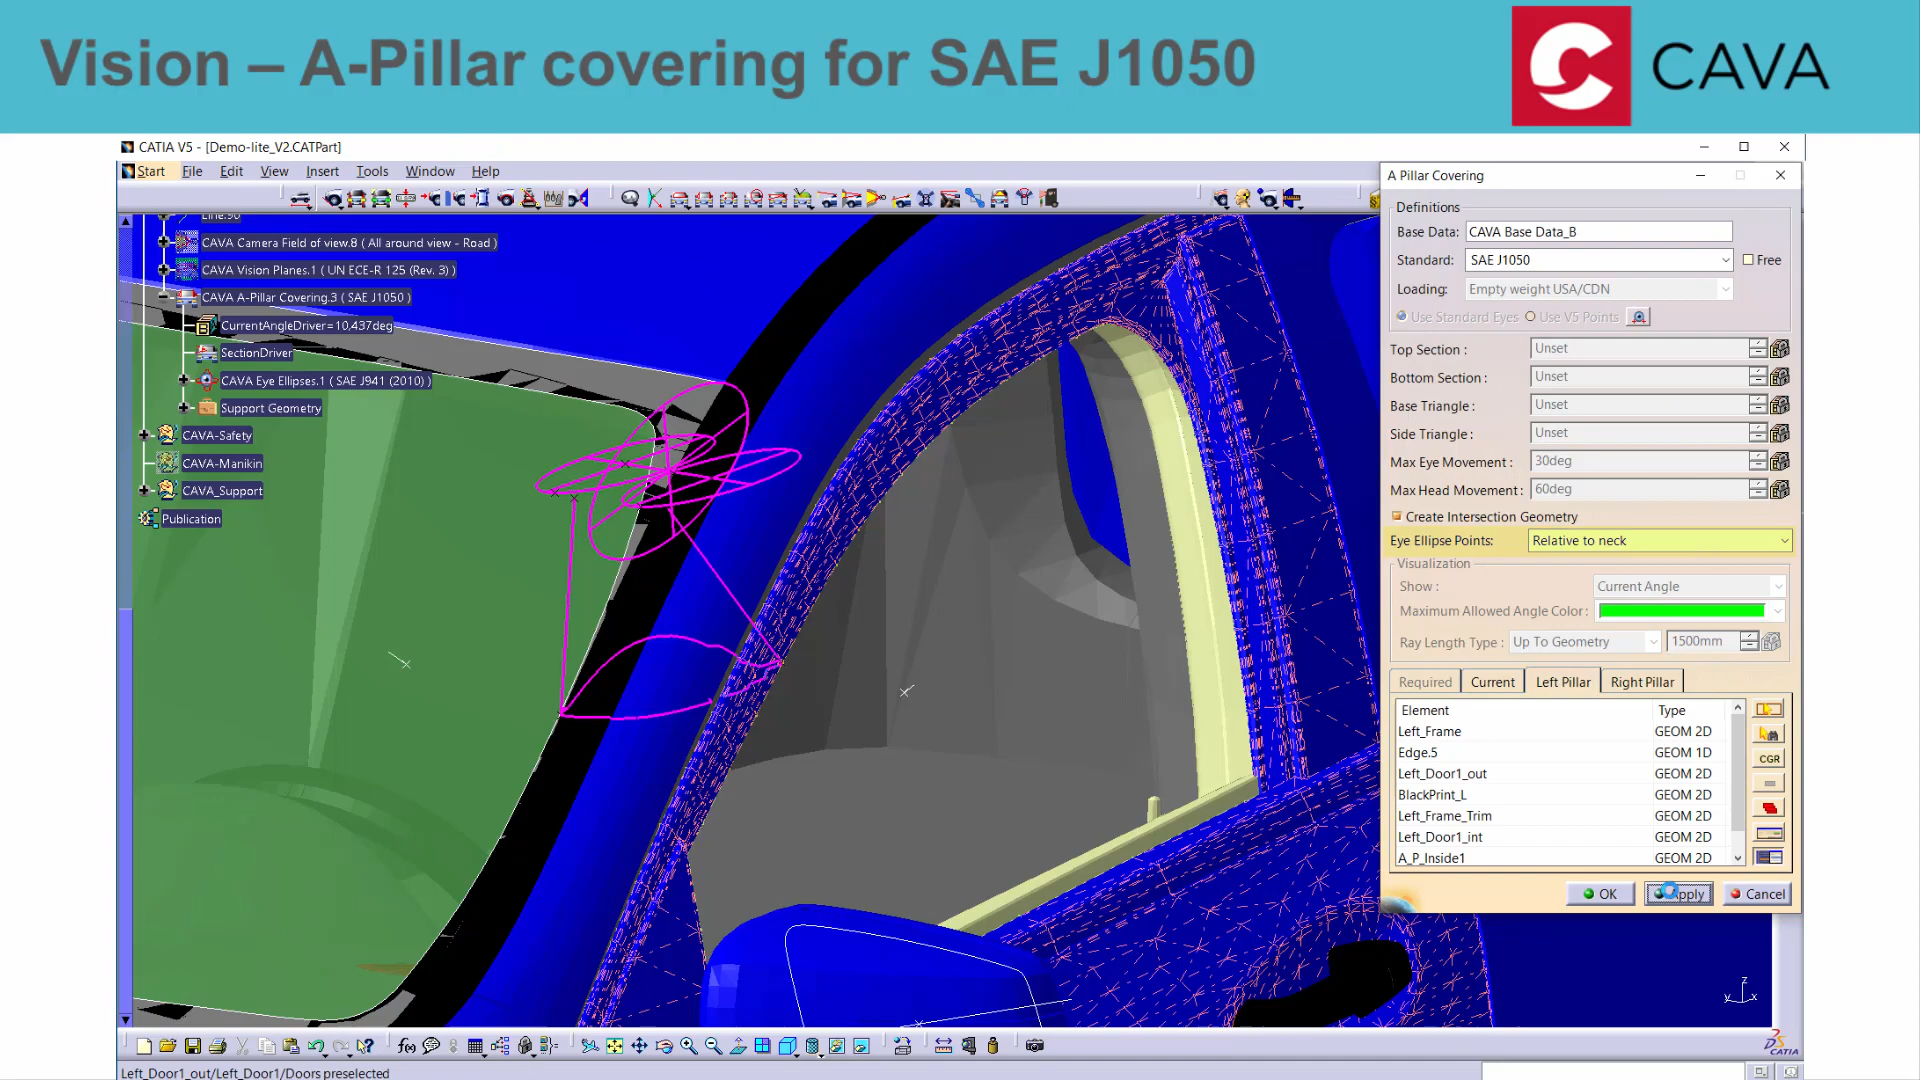 Vision – A-Pillar covering for SAE J1050
CAVA
CATIA V5 - [Demo-lite_V2.CATPart]
Start File Edit View Insert Tools Window Help
Line.90
CAVA Camera Field of view.8 ( All around view - Road )
CAVA Vision Planes.1 ( UN ECE-R 125 (Rev. 3) )
CAVA A-Pillar Covering.3 ( SAE J1050 )
CurrentAngleDriver=10,437deg
SectionDriver
CAVA Eye Ellipses.1 ( SAE J941 (2010) )
Support Geometry
CAVA-Safety
CAVA-Manikin
CAVA_Support
Publication
A Pillar Covering
Definitions
Base Data: CAVA Base Data_B
Standard: SAE J1050 Free
Loading: Empty weight USA/CDN
Use Standard Eyes Use V5 Points
Top Section : Unset
Bottom Section : Unset
Base Triangle : Unset
Side Triangle : Unset
Max Eye Movement : 30deg
Max Head Movement : 60deg
Create Intersection Geometry
Eye Ellipse Points: Relative to neck
Visualization
Show : Current Angle
Maximum Allowed Angle Color :
Ray Length Type : Up To Geometry 1500mm
Required Current Left Pillar Right Pillar
Element Type
Left_Frame GEOM 2D
Edge.5 GEOM 1D
Left_Door1_out GEOM 2D
BlackPrint_L GEOM 2D
Left_Frame_Trim GEOM 2D
Left_Door1_int GEOM 2D
A_P_Inside1 GEOM 2D
CGR
OK Apply Cancel
z
y x
f(x)
CATIA
Left_Door1_out/Left_Door1/Doors preselected